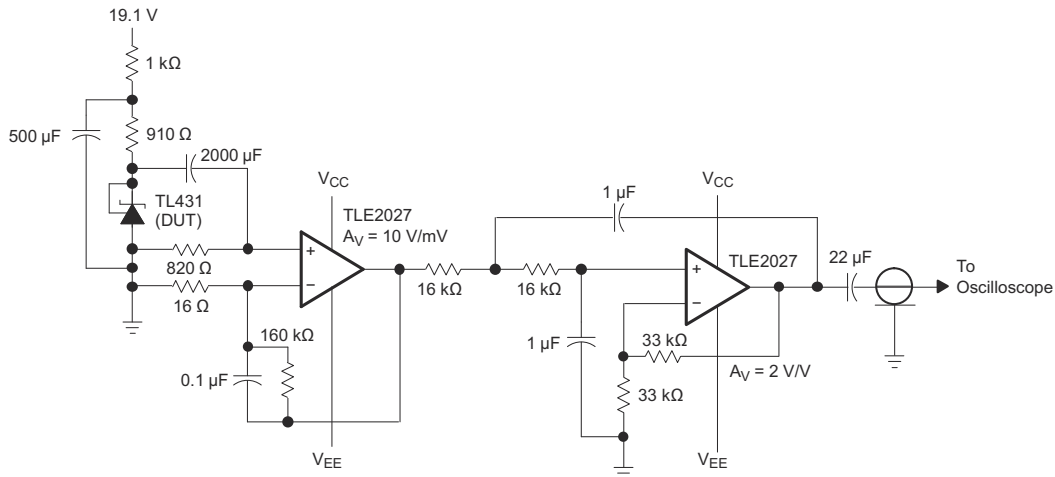 19.1 V
1 kΩ
500 µF
910 Ω
2000 µF
TL431
(DUT)
820 Ω
16 Ω
VCC
TLE2027
AV = 10 V/mV
+
−
160 kΩ
0.1 µF
VEE
16 kΩ
16 kΩ
1 µF
1 µF
VCC
TLE2027
+
−
33 kΩ
AV = 2 V/V
33 kΩ
VEE
22 µF
To
Oscilloscope